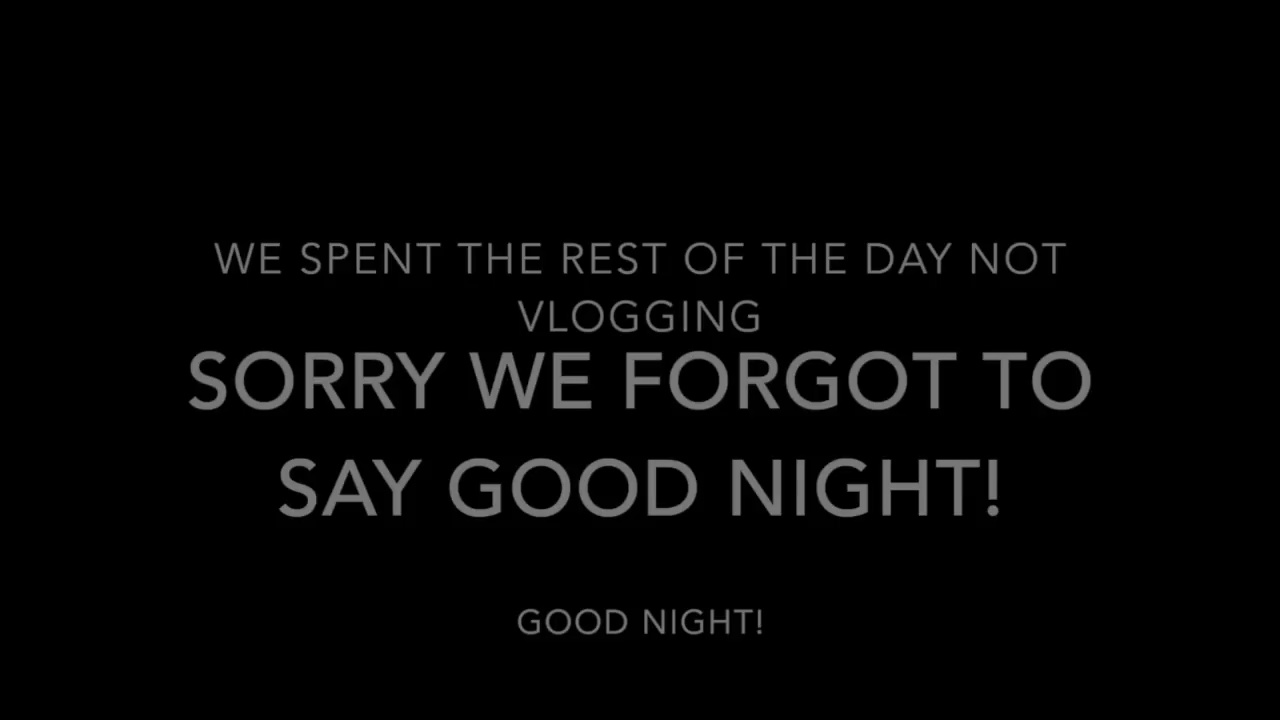 WE SPENT THE REST OF THE DAY NOT
VLOGGING
SORRY WE FORGOT TO
SAY GOOD NIGHT!
GOOD NIGHT!